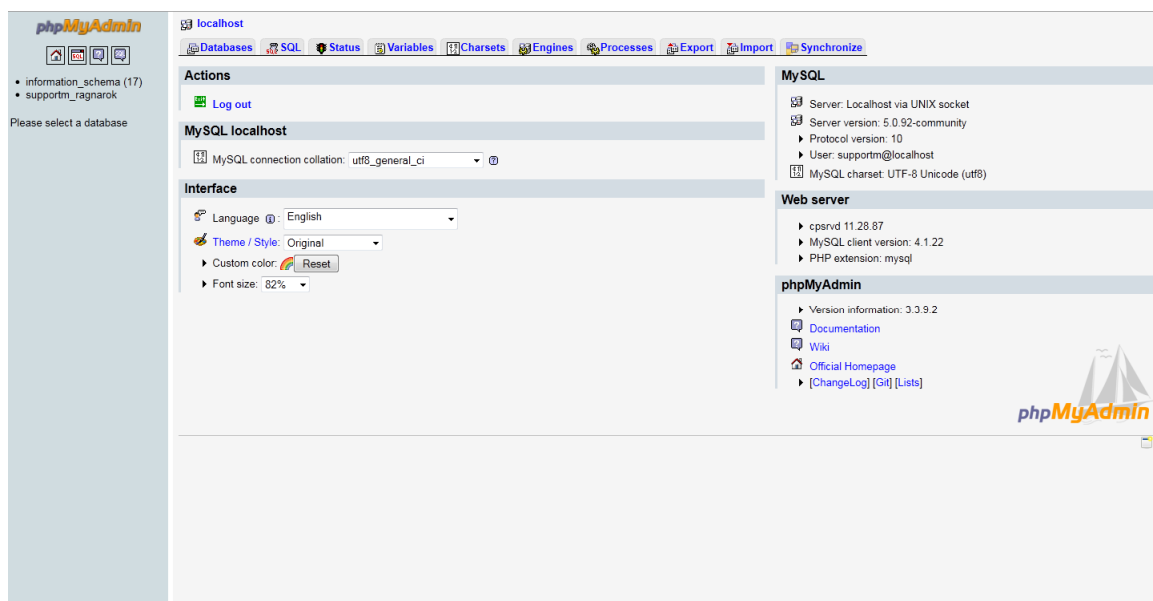 phpMyAdmin
SQL
information_schema (17)
supportm_ragnarok
Please select a database
localhost
Databases SQL Status Variables Charsets Engines Processes Export Import Synchronize
Actions
Log out
MySQL localhost
MySQL connection collation: utf8_general_ci
Interface
Language : English
Theme / Style: Original
Custom color: Reset
Font size: 82%
MySQL
Server: Localhost via UNIX socket
Server version: 5.0.92-community
Protocol version: 10
User: supportm@localhost
MySQL charset: UTF-8 Unicode (utf8)
Web server
cpsrvd 11.28.87
MySQL client version: 4.1.22
PHP extension: mysql
phpMyAdmin
Version information: 3.3.9.2
Documentation
Wiki
Official Homepage
[ChangeLog] [Git] [Lists]
phpMyAdmin